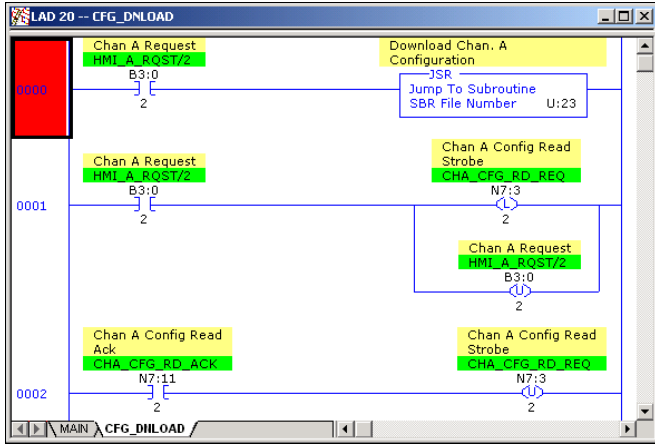 LAD 20 -- CFG_DNLOAD
Chan A Request
HMI_A_RQST/2
B3:0
2
Download Chan. A
Configuration
JSR
Jump To Subroutine
SBR File Number U:23
0000
Chan A Request
HMI_A_RQST/2
B3:0
2
Chan A Config Read
Strobe
CHA_CFG_RD_REQ
N7:3
L
2
0001
Chan A Request
HMI_A_RQST/2
B3:0
U
2
Chan A Config Read
Ack
CHA_CFG_RD_ACK
N7:11
2
Chan A Config Read
Strobe
CHA_CFG_RD_REQ
N7:3
U
2
0002
MAIN CFG_DNLOAD